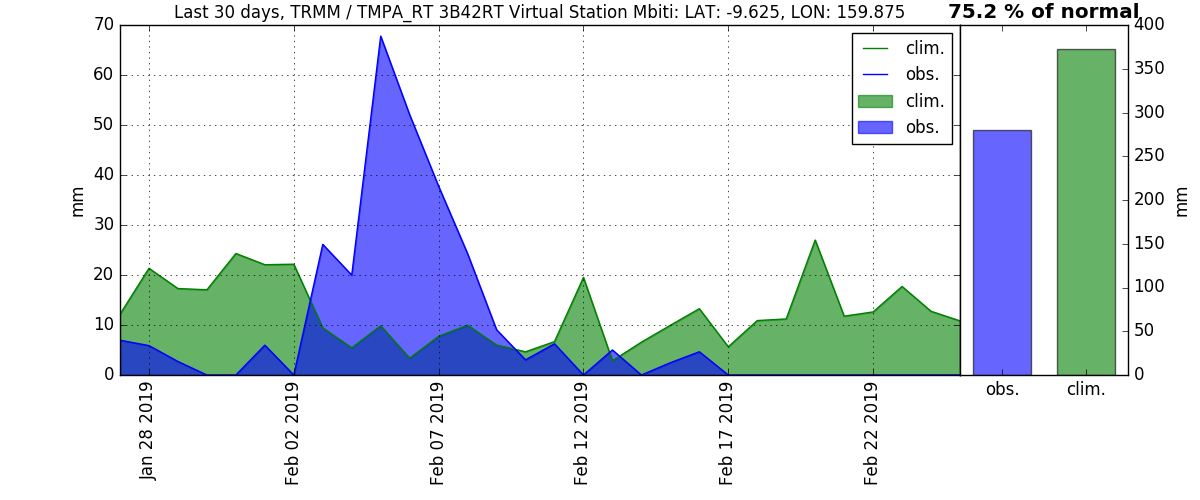 Last 30 days, TRMM / TMPA_RT 3B42RT Virtual Station Mbiti: LAT: -9.625, LON: 159.875
75.2 % of normal
70
60
50
40
30
20
10
0
mm
clim.
obs.
clim.
obs.
Jan 28 2019
Feb 02 2019
Feb 07 2019
Feb 12 2019
Feb 17 2019
Feb 22 2019
400
350
300
250
200
150
100
50
0
mm
obs.
clim.